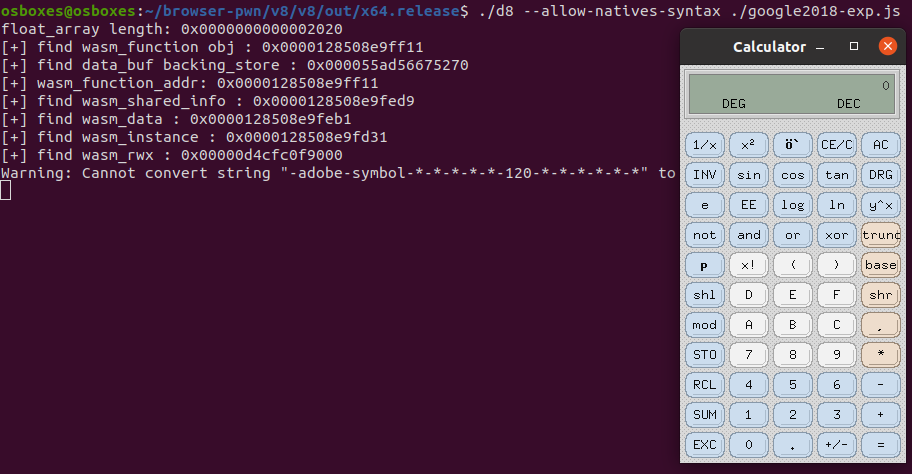 osboxes@osboxes:~/browser-pwn/v8/v8/out/x64.release$ ./d8 --allow-natives-syntax ./google2018-exp.js
float_array length: 0x0000000000002020
[+] find wasm_function obj : 0x0000128508e9ff11
[+] find data_buf backing_store : 0x000055ad56675270
[+] wasm_function_addr: 0x0000128508e9ff11
[+] find wasm_shared_info : 0x0000128508e9fed9
[+] find wasm_data : 0x0000128508e9feb1
[+] find wasm_instance : 0x0000128508e9fd31
[+] find wasm_rwx : 0x00000d4cfc0f9000
Warning: Cannot convert string "-adobe-symbol-*-*-*-*-*-120-*-*-*-*-*-*" to
Calculator
0
DEG DEC
1/x x² Ö` CE/C AC
INV sin cos tan DRG
e EE log ln y^x
not and or xor trunc
p x! ( ) base
shl D E F shr
mod A B C ,
STO 7 8 9 *
RCL 4 5 6 -
SUM 1 2 3 +
EXC 0 . +/- =